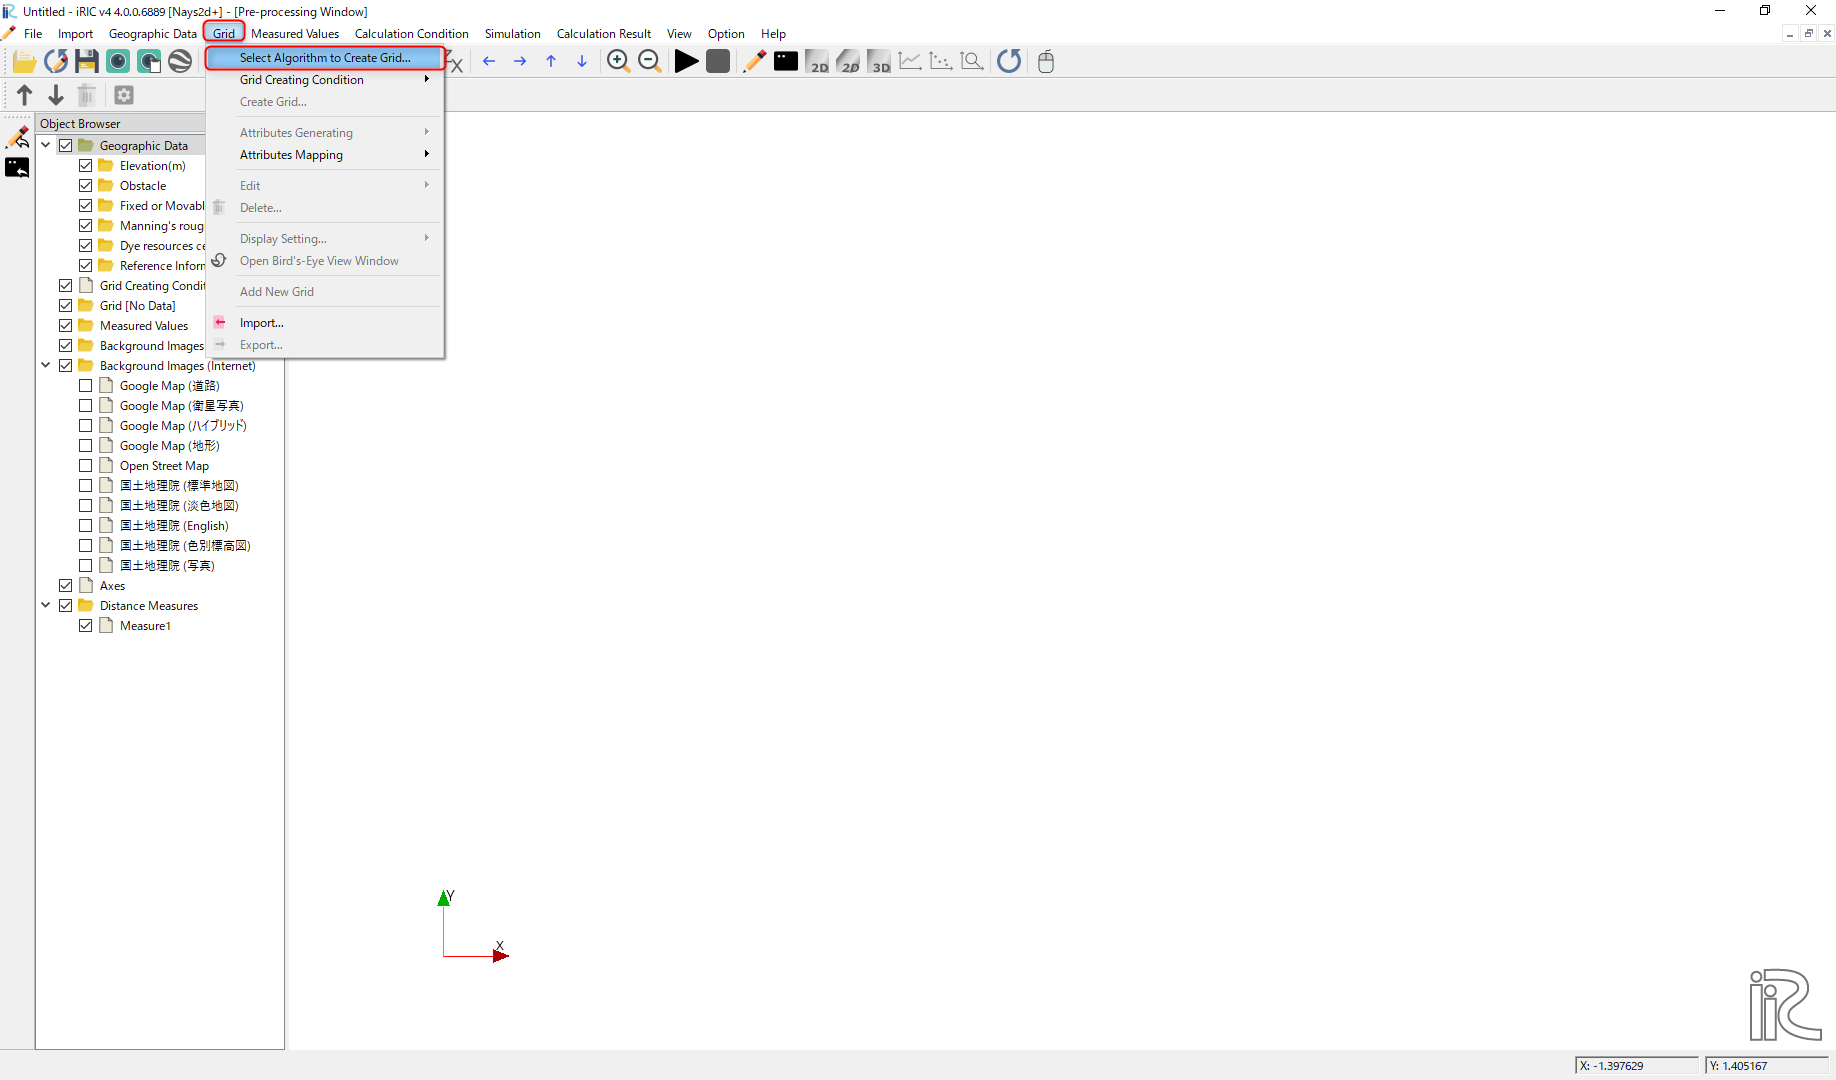 Untitled - iRIC v4 4.0.0.6889 [Nays2d+] - [Pre-processing Window]
File Import Geographic Data Grid Measured Values Calculation Condition Simulation Calculation Result View Option Help
Select Algorithm to Create Grid...
Grid Creating Condition
Create Grid...
Attributes Generating
Attributes Mapping
Edit
Delete...
Display Setting...
Open Bird's-Eye View Window
Add New Grid
Import...
Export...
X
2D 2D 3D
Object Browser
Geographic Data
Elevation(m)
Obstacle
Fixed or Movabl
Manning's roug
Dye resources ce
Reference Inforn
Grid Creating Condit
Grid [No Data]
Measured Values
Background Images
Background Images (Internet)
Google Map (道路)
Google Map (衛星写真)
Google Map (ハイブリッド)
Google Map (地形)
Open Street Map
国土地理院 (標準地図)
国土地理院 (淡色地図)
国土地理院 (English)
国土地理院 (色別標高図)
国土地理院 (写真)
Axes
Distance Measures
Measure1
Y
X
iRIC
X: -1.397629 Y: 1.405167